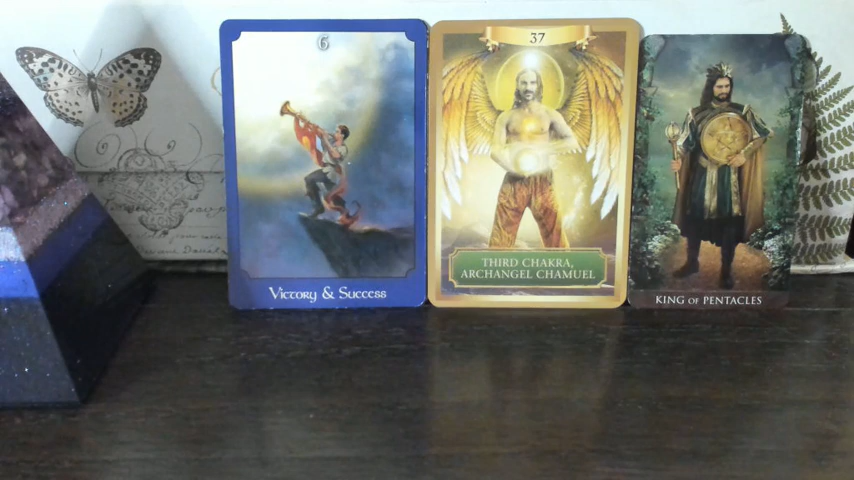 6
Victory & Success
37
THIRD CHAKRA,
ARCHANGEL CHAMUEL
KING OF PENTACLES